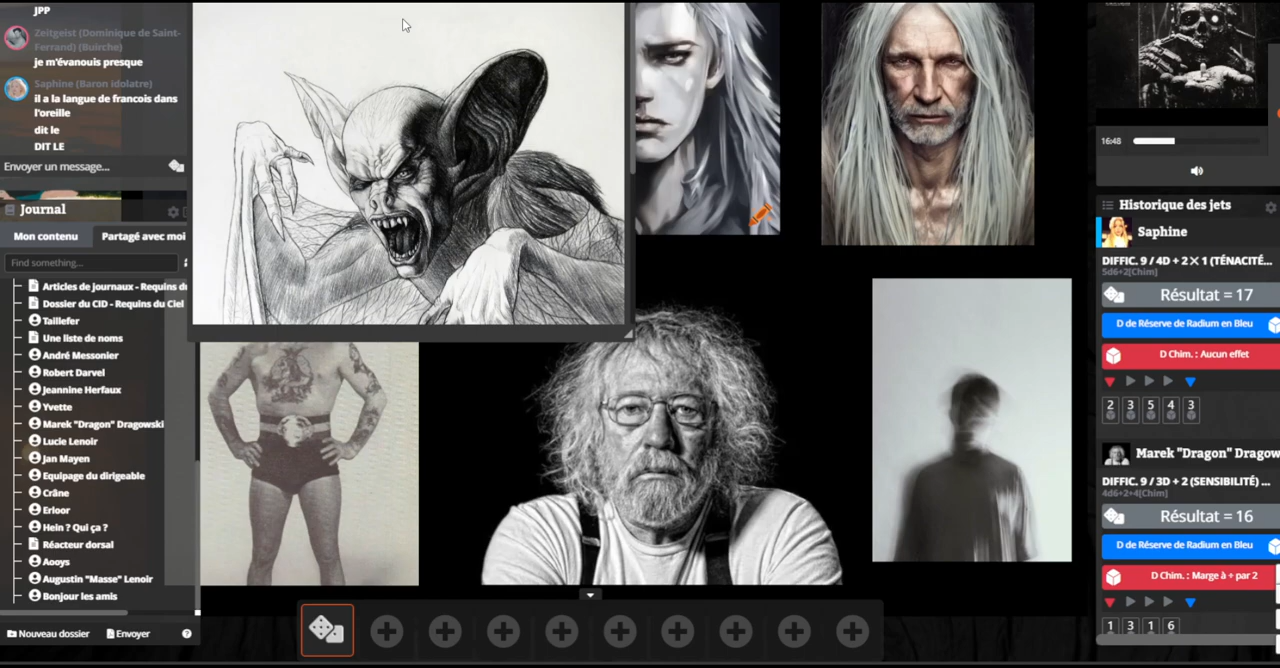 JPP
Zeitgeist (Dominique de Saint-
Ferrand) (Buirche)
je m'évanouis presque
Saphine (Baron idolatre)
il a la langue de francois dans
l'oreille
dit le
DIT LE
Envoyer un message...
Journal
Mon contenu
Partagé avec moi
Find something...
Articles de journaux - Requins du
Dossier du CID - Requins du Ciel
Taillefer
Une liste de noms
André Messonier
Robert Darvel
Jeannine Herfaux
Yvette
Marek "Dragon" Dragowski
Lucie Lenoir
Jan Mayen
Equipage du dirigeable
Crâne
Erloor
Hein ? Qui ça ?
Réacteur dorsal
Aooys
Augustin "Masse" Lenoir
Bonjour les amis
Nouveau dossier
Envoyer
?
16:48
Historique des jets
Saphine
DIFFIC. 9 / 4D + 2 X 1 (TÉNACITÉ...
5d6+2[Chim]
Résultat = 17
D de Réserve de Radium en Bleu
D Chim. : Aucun effet
2 3 5 4 3
Marek "Dragon" Dragow
DIFFIC. 9 / 3D + 2 (SENSIBILITÉ) ...
4d6+2+4[Chim]
Résultat = 16
D de Réserve de Radium en Bleu
D Chim. : Marge à + par 2
1 3 1 6